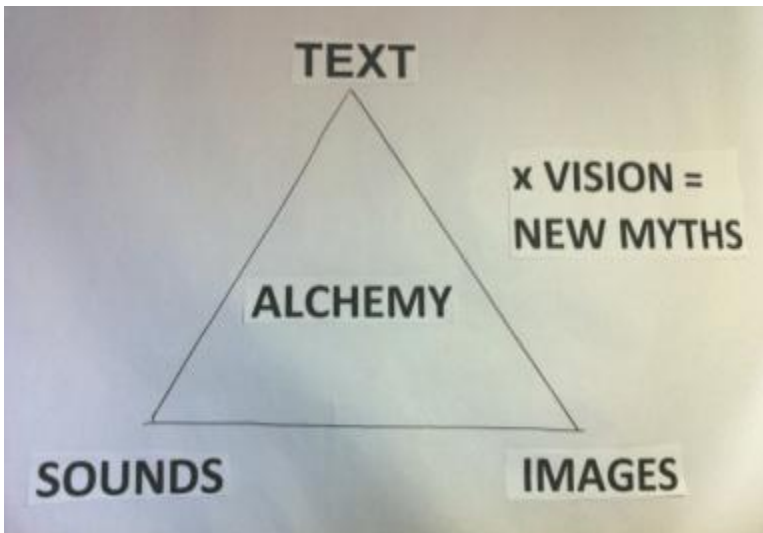 TEXT
x VISION =
NEW MYTHS
ALCHEMY
SOUNDS
IMAGES